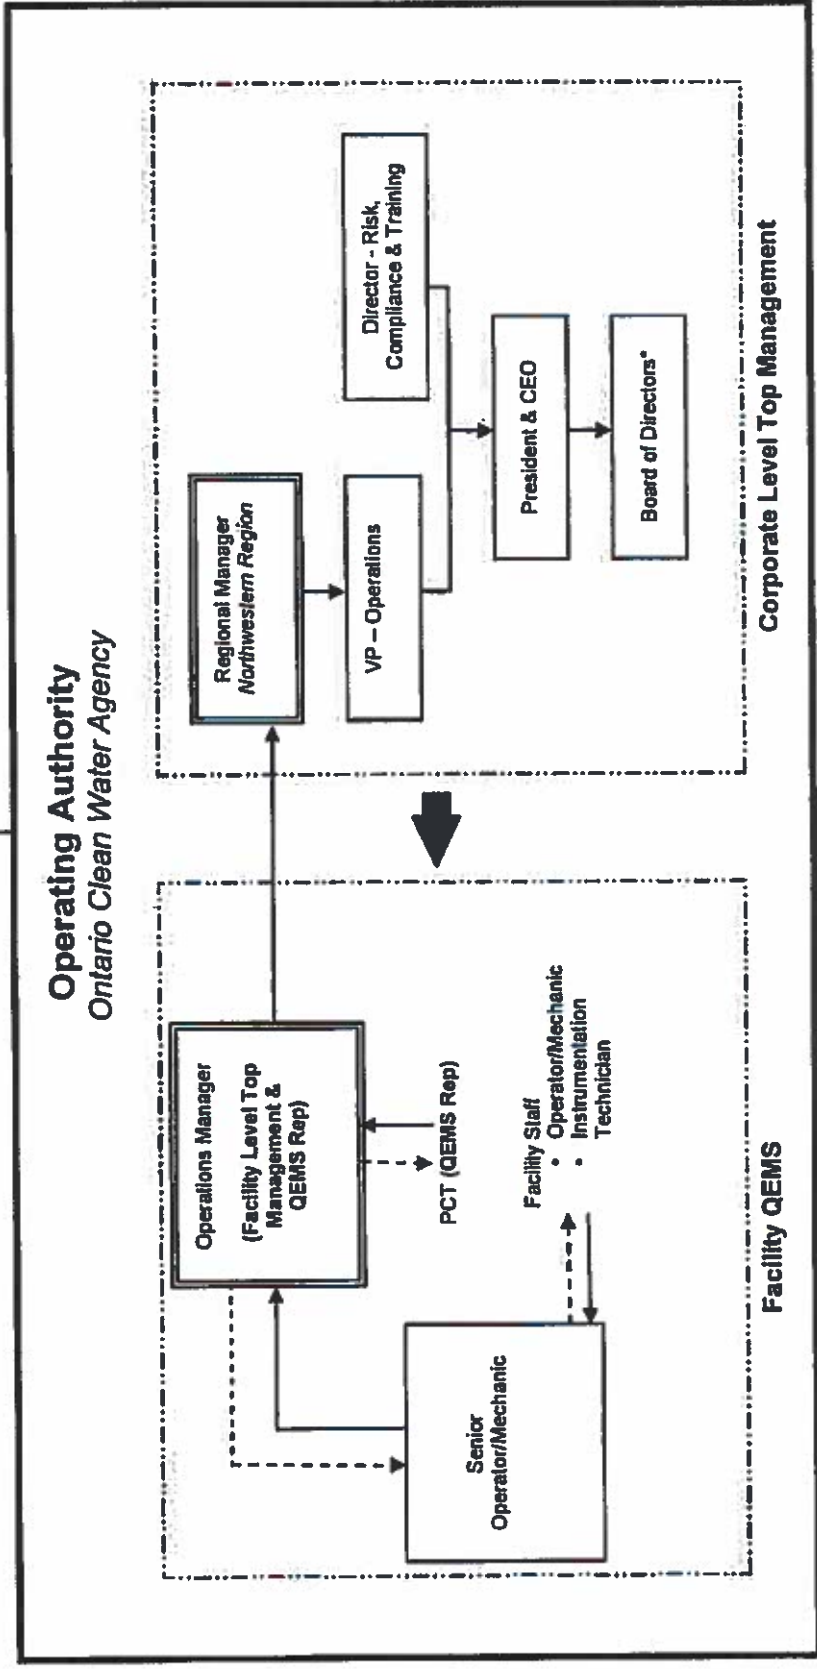 Operating Authority
Ontario Clean Water Agency
Operations Manager
(Facility Level Top
Management &
QEMS Rep)
PCT (QEMS Rep)
Senior
Operator/Mechanic
Facility Staff
• Operator/Mechanic
• Instrumentation
Technician
Facility QEMS
Regional Manager
Northwestern Region
VP – Operations
Director - Risk,
Compliance & Training
President & CEO
Board of Directors*
Corporate Level Top Management